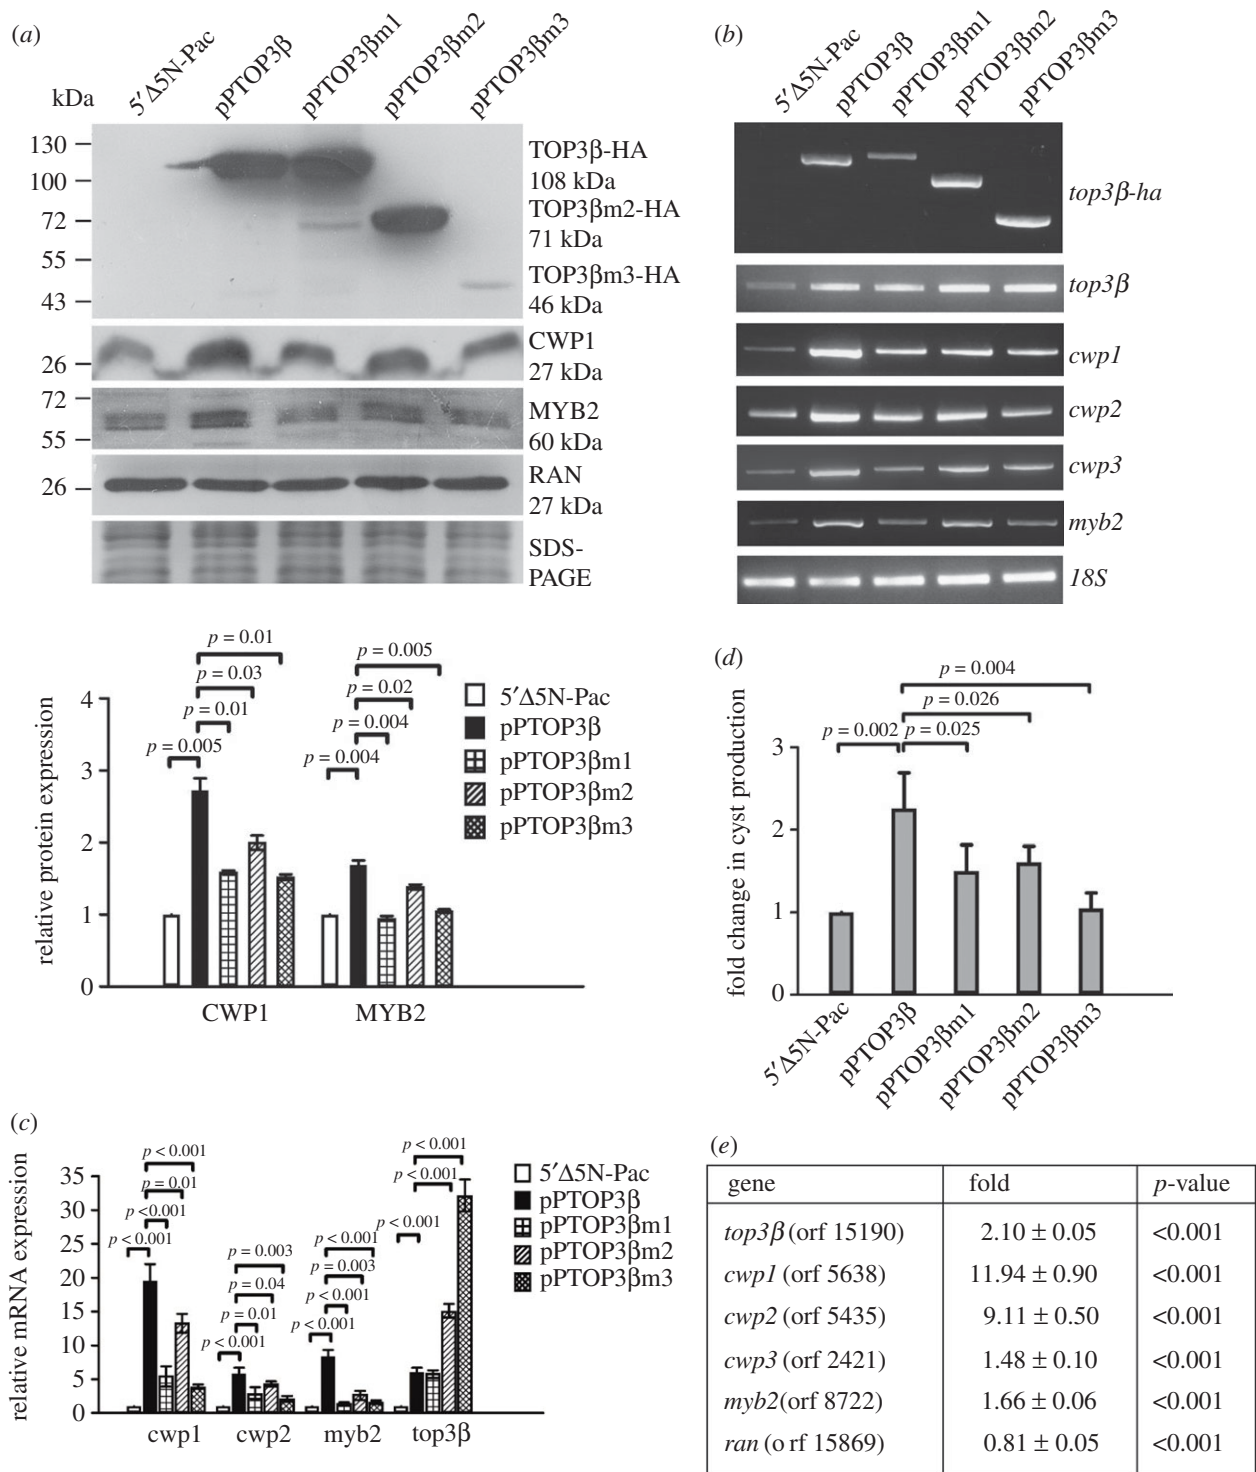 (a)
5′Δ5N-Pac
pPTOP3β
pPTOP3βm1
pPTOP3βm2
pPTOP3βm3
kDa
130
100
72
55
43
TOP3β-HA
108 kDa
TOP3βm2-HA
71 kDa
TOP3βm3-HA
46 kDa
26
CWP1
27 kDa
72
55
MYB2
60 kDa
26
RAN
27 kDa
SDS-
PAGE
relative protein expression
4
3
2
1
0
p = 0.01
p = 0.03
p = 0.01
p = 0.005
p = 0.005
p = 0.02
p = 0.004
p = 0.004
5′Δ5N-Pac
pPTOP3β
pPTOP3βm1
pPTOP3βm2
pPTOP3βm3
CWP1
MYB2
(b)
5′Δ5N-Pac
pPTOP3β
pPTOP3βm1
pPTOP3βm2
pPTOP3βm3
top3β-ha
top3β
cwp1
cwp2
cwp3
myb2
18S
(d)
fold change in cyst production
3
2
1
0
p = 0.004
p = 0.026
p = 0.002
p = 0.025
5′Δ5N-Pac
pPTOP3β
pPTOP3βm1
pPTOP3βm2
pPTOP3βm3
(c)
relative mRNA expression
35
30
25
20
15
10
5
0
p < 0.001
p = 0.01
p < 0.001
p < 0.001
p = 0.003
p = 0.04
p = 0.01
p < 0.001
p < 0.001
p = 0.003
p < 0.001
p < 0.001
p < 0.001
p < 0.001
p < 0.001
5′Δ5N-Pac
pPTOP3β
pPTOP3βm1
pPTOP3βm2
pPTOP3βm3
cwp1
cwp2
myb2
top3β
(e)
gene fold p-value
top3β (orf 15190) 2.10 ± 0.05 <0.001
cwp1 (orf 5638) 11.94 ± 0.90 <0.001
cwp2 (orf 5435) 9.11 ± 0.50 <0.001
cwp3 (orf 2421) 1.48 ± 0.10 <0.001
myb2(orf 8722) 1.66 ± 0.06 <0.001
ran (o rf 15869) 0.81 ± 0.05 <0.001